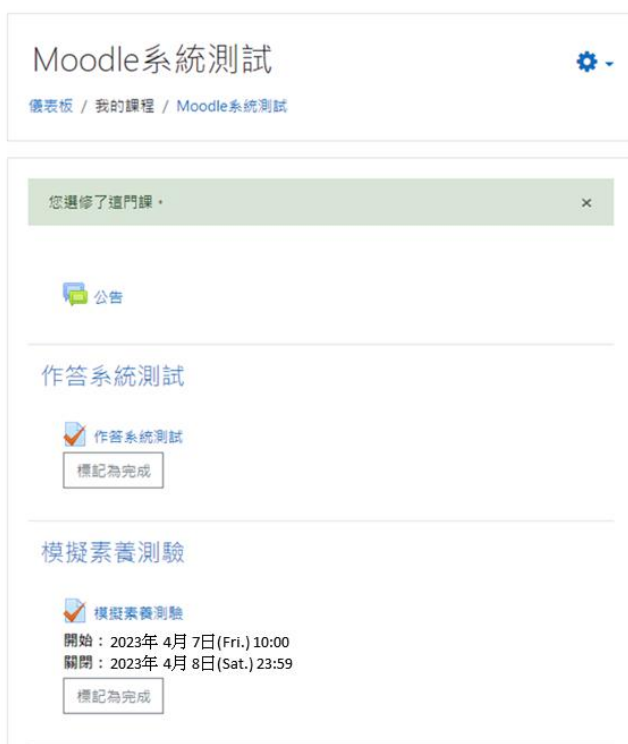 Moodle系統測試
儀表板 / 我的課程 / Moodle系統測試
您選修了這門課。
×
公告
作答系統測試
作答系統測試
標記為完成
模擬素養測驗
模擬素養測驗
開始：2023年 4月 7日(Fri.) 10:00
關閉：2023年 4月 8日(Sat.) 23:59
標記為完成